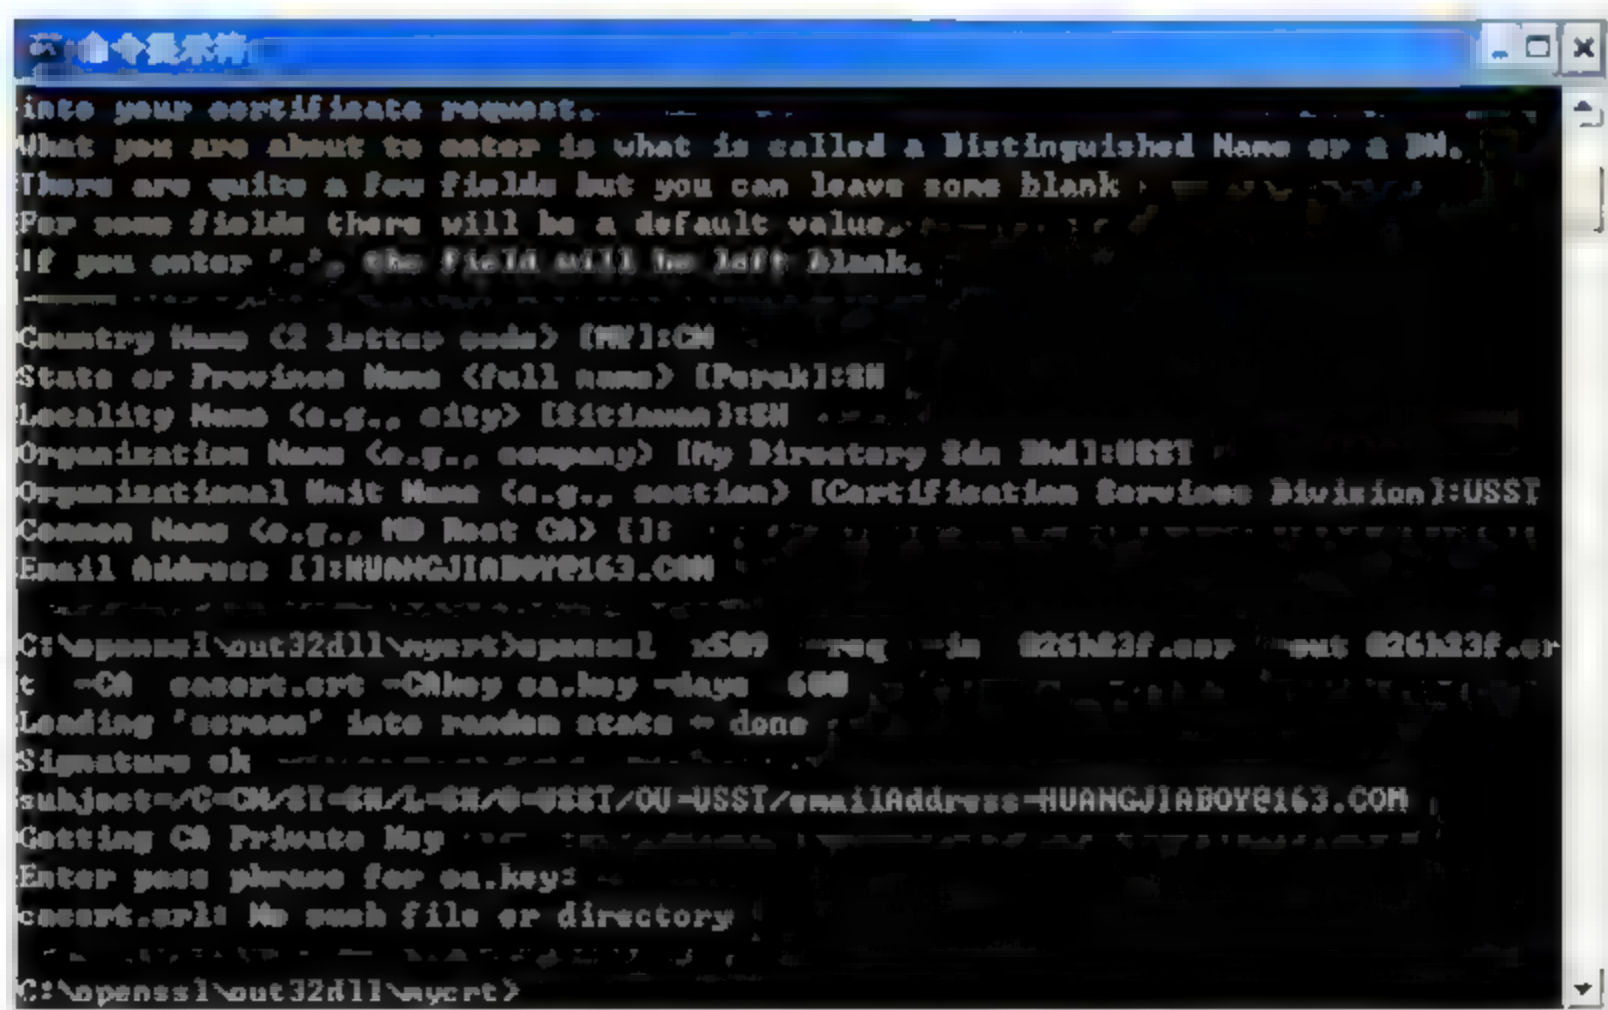 命令提示符
into your certificate request.
What you are about to enter is what is called a Distinguished Name or a DN.
There are quite a few fields but you can leave some blank
For some fields there will be a default value,
If you enter '.', the field will be left blank.
-----
Country Name (2 letter code) [MY]:CN
State or Province Name (full name) [Perak]:SH
Locality Name (e.g., city) [Sitiawan]:SH
Organization Name (e.g., company) [My Directory Sdn Bhd]:USST
Organizational Unit Name (e.g., section) [Certification Services Division]:USST
Common Name (e.g., MD Root CA) []:
Email Address []:HUANGJIABOY@163.COM
C:\openssl\out32dll\mycrt>openssl x509 -req -in 026h23f.csr -out 026h23f.cr
t -CA cacert.crt -CAkey ca.key -days 600
Loading 'screen' into random state - done
Signature ok
subject=/C=CN/ST=SH/L=SH/O=USST/OU=USST/emailAddress=HUANGJIABOY@163.COM
Getting CA Private Key
Enter pass phrase for ca.key:
cacert.srl: No such file or directory
C:\openssl\out32dll\mycrt>